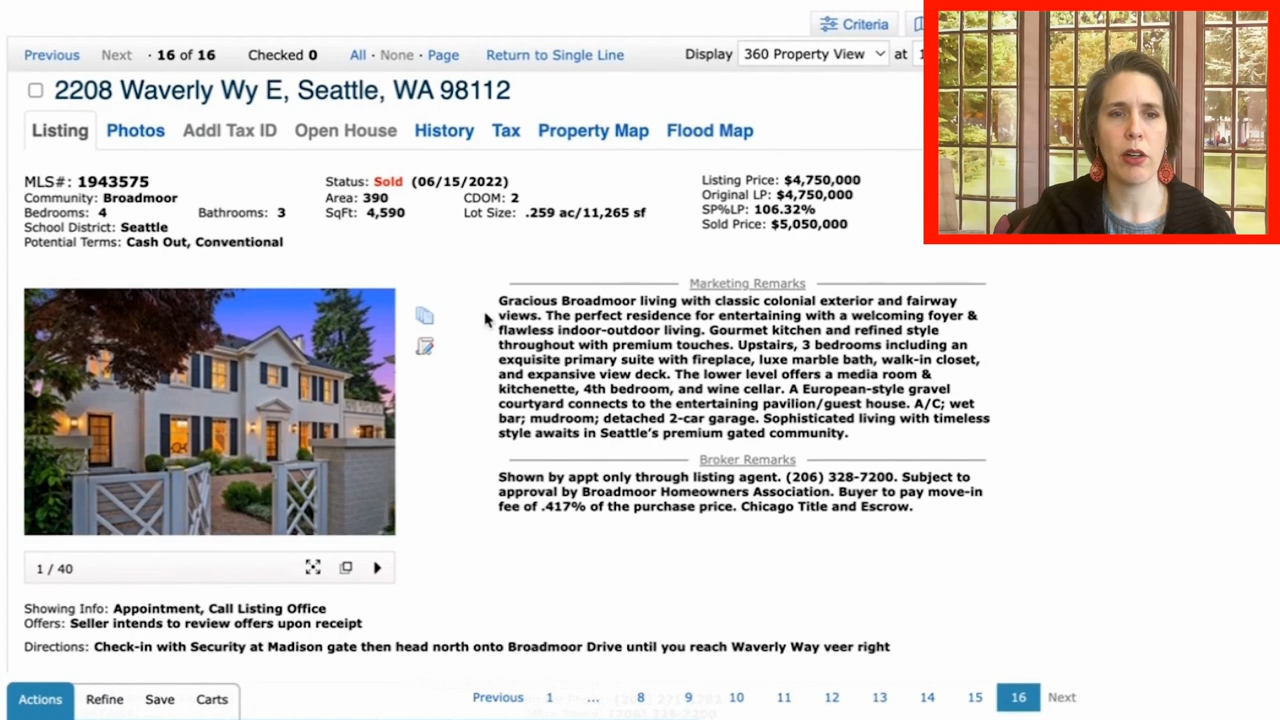 Criteria
Previous Next · 16 of 16 Checked 0 All · None · Page Return to Single Line Display 360 Property View at
2208 Waverly Wy E, Seattle, WA 98112
Listing Photos Addl Tax ID Open House History Tax Property Map Flood Map
MLS#: 1943575 Status: Sold (06/15/2022) Listing Price: $4,750,000
Community: Broadmoor Area: 390 CDOM: 2 Original LP: $4,750,000
Bedrooms: 4 Bathrooms: 3 SqFt: 4,590 Lot Size: .259 ac/11,265 sf SP%LP: 106.32%
School District: Seattle Sold Price: $5,050,000
Potential Terms: Cash Out, Conventional
Marketing Remarks
Gracious Broadmoor living with classic colonial exterior and fairway
views. The perfect residence for entertaining with a welcoming foyer &
flawless indoor-outdoor living. Gourmet kitchen and refined style
throughout with premium touches. Upstairs, 3 bedrooms including an
exquisite primary suite with fireplace, luxe marble bath, walk-in closet,
and expansive view deck. The lower level offers a media room &
kitchenette, 4th bedroom, and wine cellar. A European-style gravel
courtyard connects to the entertaining pavilion/guest house. A/C; wet
bar; mudroom; detached 2-car garage. Sophisticated living with timeless
style awaits in Seattle's premium gated community.
Broker Remarks
Shown by appt only through listing agent. (206) 328-7200. Subject to
approval by Broadmoor Homeowners Association. Buyer to pay move-in
fee of .417% of the purchase price. Chicago Title and Escrow.
1 / 40
Showing Info: Appointment, Call Listing Office
Offers: Seller intends to review offers upon receipt
Directions: Check-in with Security at Madison gate then head north onto Broadmoor Drive until you reach Waverly Way veer right
Actions Refine Save Carts Previous 1 ... 8 9 10 11 12 13 14 15 16 Next